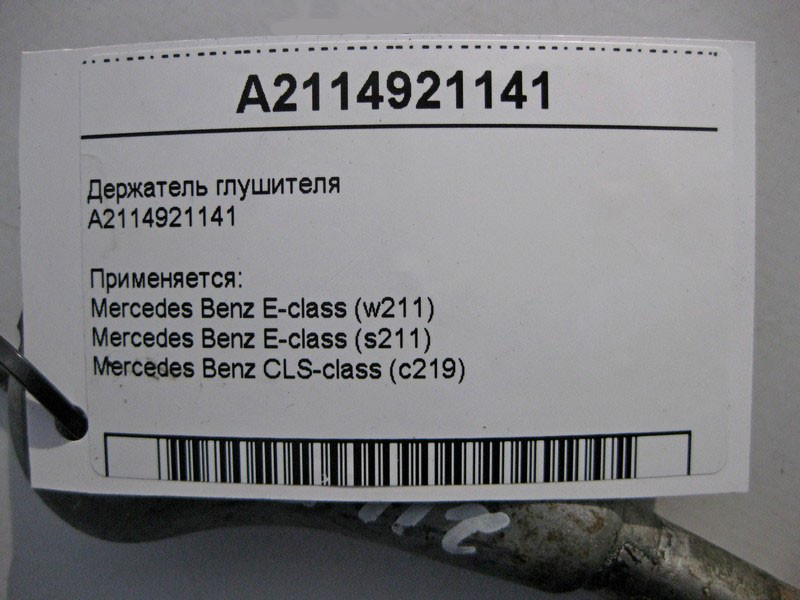 A2114921141
Держатель глушителя
A2114921141
Применяется:
Mercedes Benz E-class (w211)
Mercedes Benz E-class (s211)
Mercedes Benz CLS-class (c219)